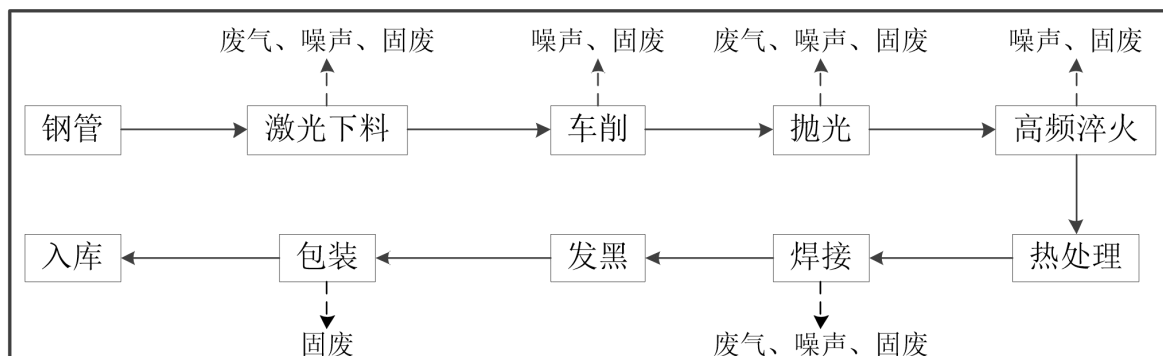 废气、噪声、固废
噪声、固废
废气、噪声、固废
噪声、固废
钢管
激光下料
车削
抛光
高频淬火
入库
包装
发黑
焊接
热处理
固废
废气、噪声、固废